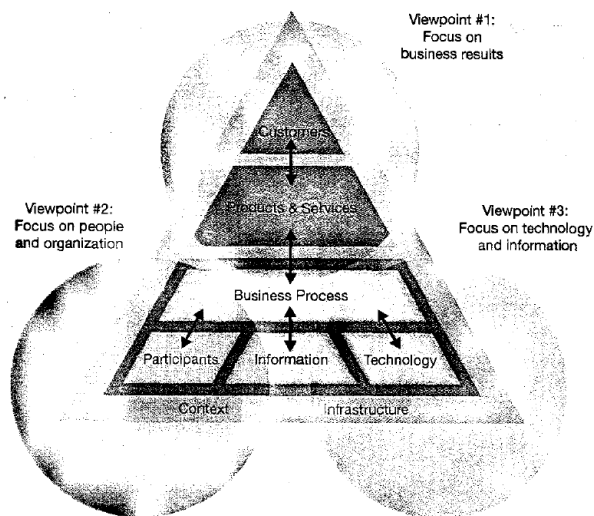 Viewpoint #1:
Focus on
business results
Customers
Products & Services
Viewpoint #2:
Focus on people
and organization
Viewpoint #3:
Focus on technology
and information
Business Process
Participants
Information
Technology
Context
Infrastructure